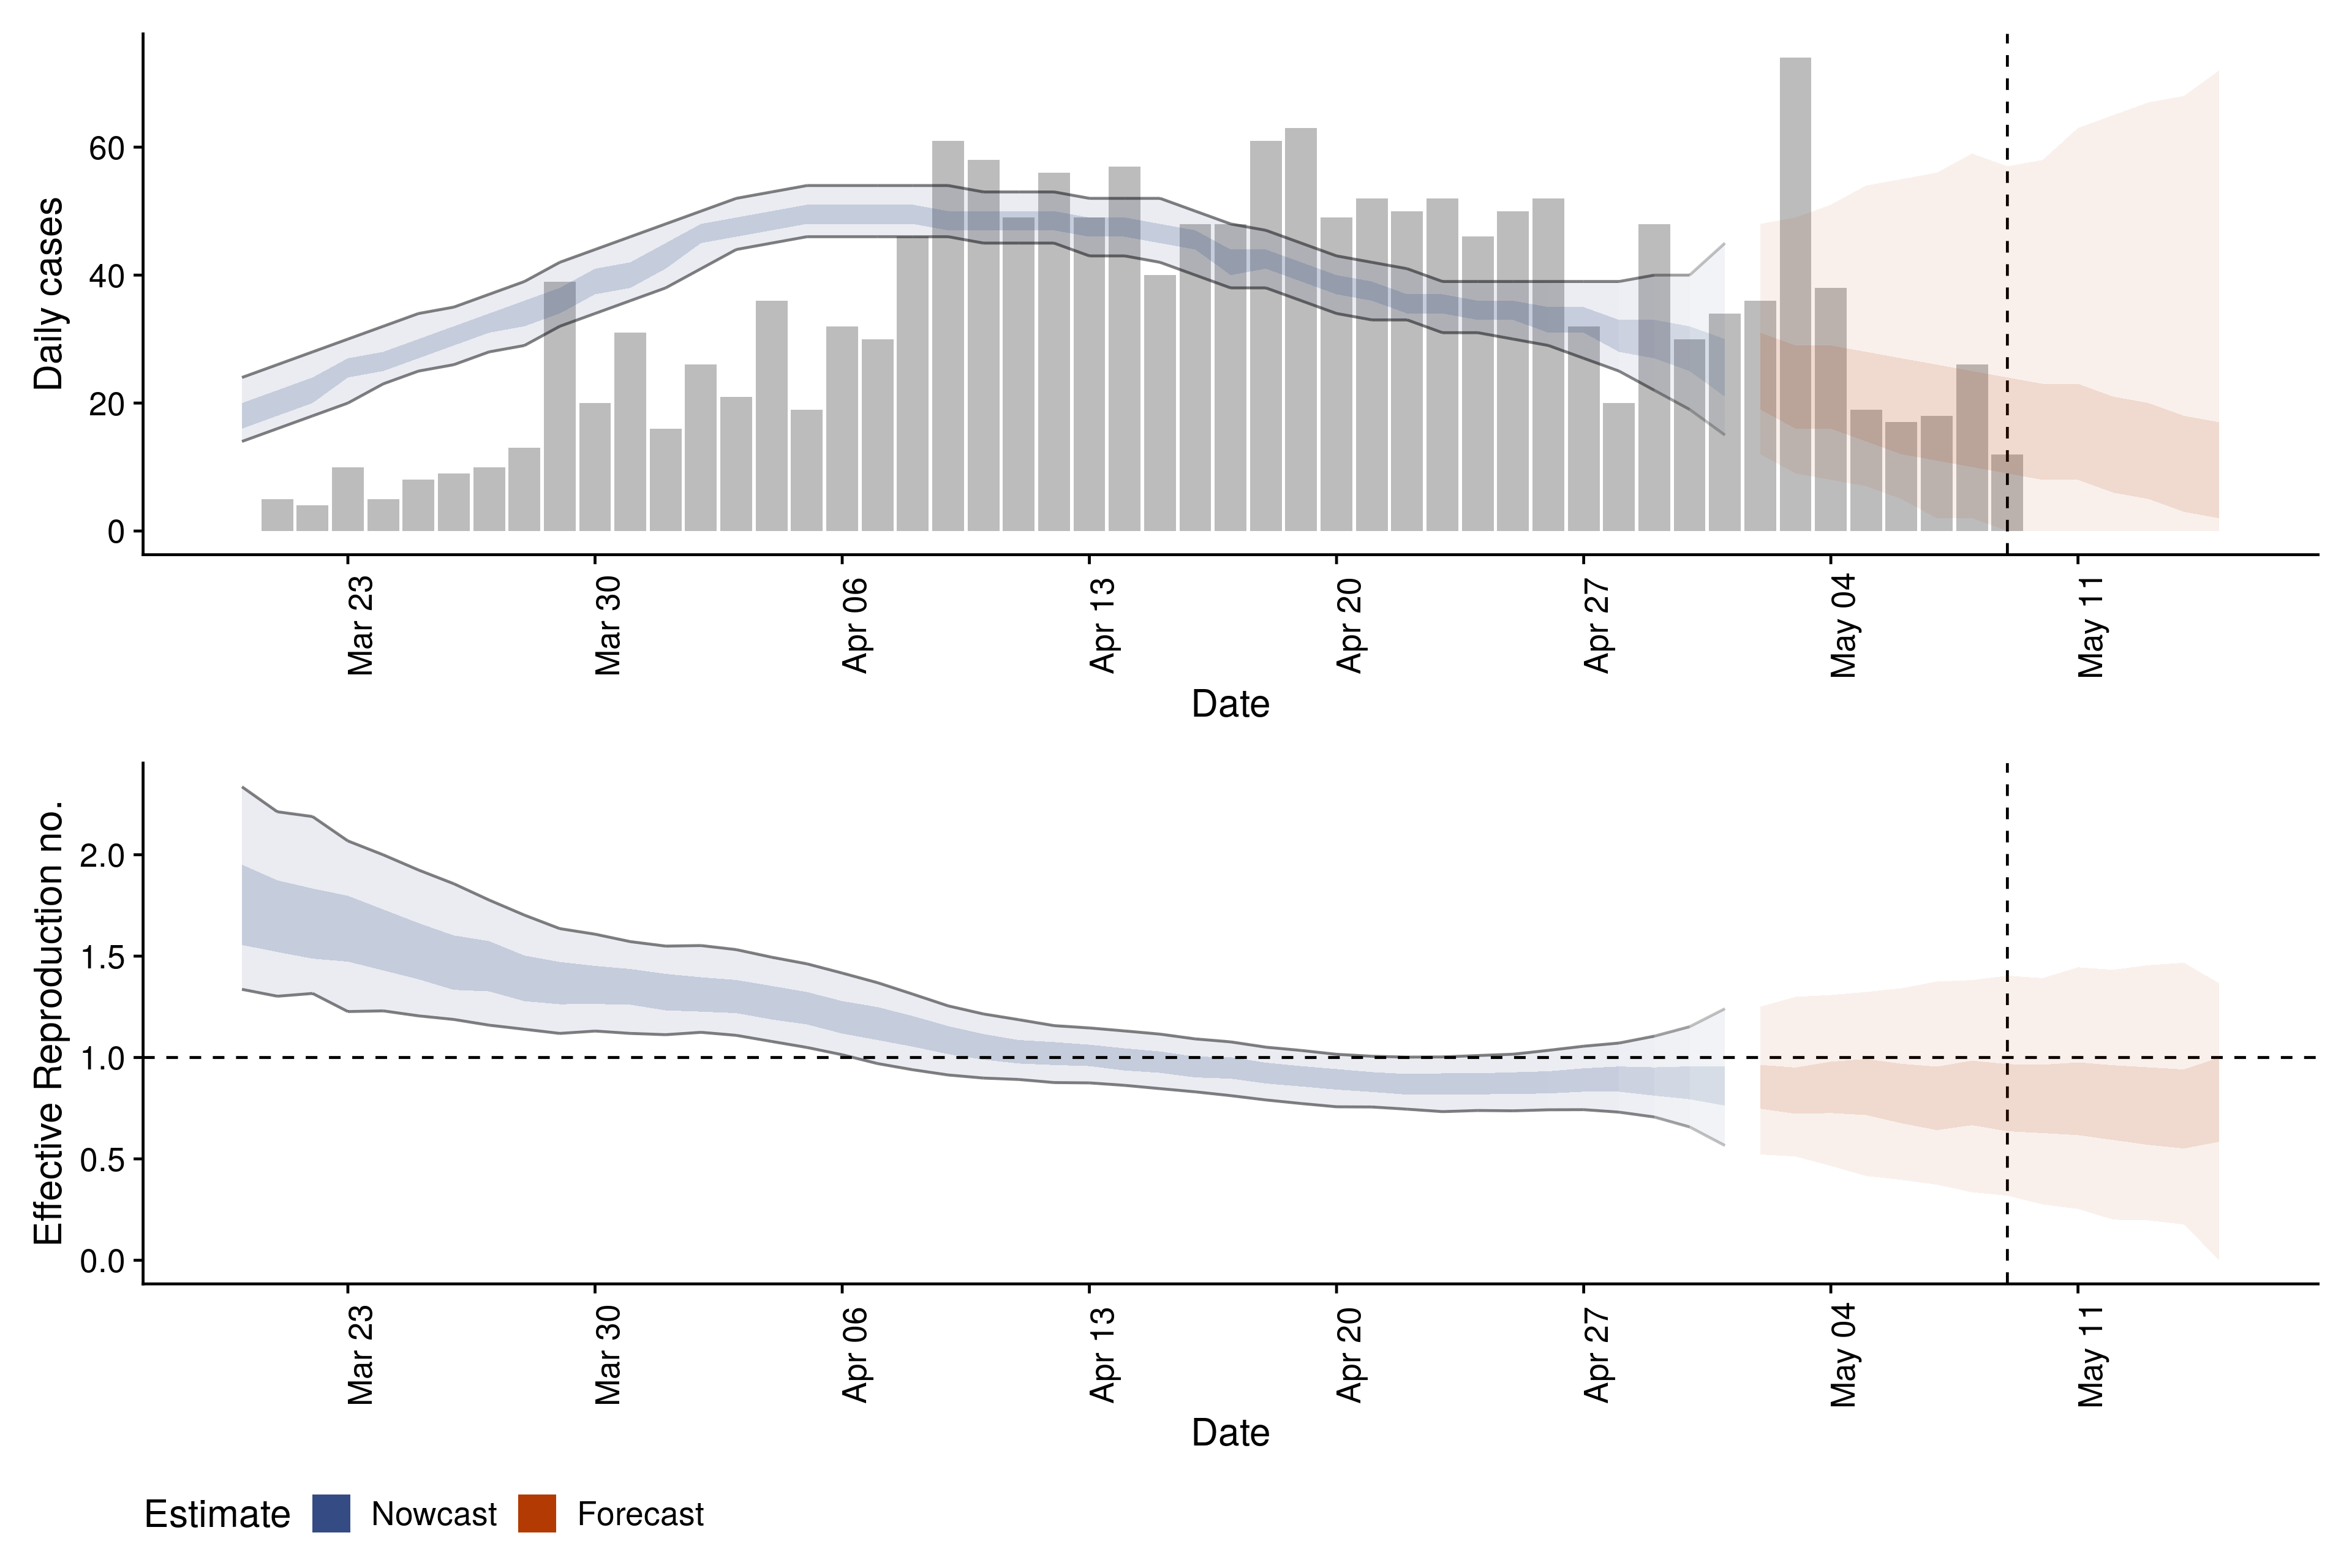 Daily cases
60
40
20
0
Mar 23
Mar 30
Apr 06
Apr 13
Apr 20
Apr 27
May 04
May 11
Date
Effective Reproduction no.
2.0
1.5
1.0
0.5
0.0
Mar 23
Mar 30
Apr 06
Apr 13
Apr 20
Apr 27
May 04
May 11
Date
Estimate Nowcast Forecast